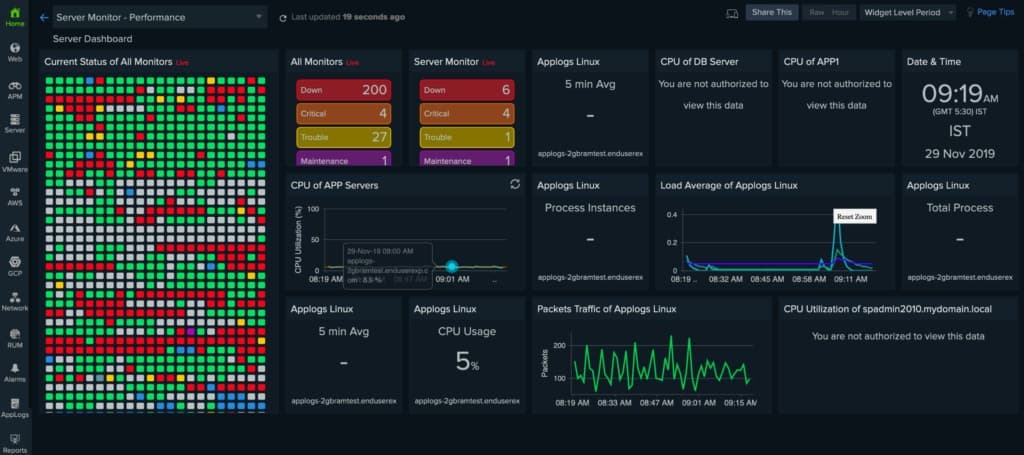 Server Monitor - Performance
Last updated 19 seconds ago
Share This
Raw Hour
Widget Level Period
Page Tips
Home
Web
APM
Server
VMware
AWS
Azure
GCP
Network
RUM
Alarms
AppLogs
Reports
Server Dashboard
Current Status of All Monitors Live
All Monitors Live
Down 200
Critical 4
Trouble 27
Maintenance 1
Server Monitor Live
Down 6
Critical 4
Trouble 1
Maintenance 1
Applogs Linux
5 min Avg
-
applogs-2gbramtest.enduserex
CPU of DB Server
You are not authorized to
view this data
CPU of APP1
You are not authorized to
view this data
Date & Time
09:19 AM
(GMT 5:30) IST
IST
29 Nov 2019
CPU of APP Servers
CPU Utilization (%)
100
50
0
29-Nov-19 09:00 AM
applogs-
2gbramtest.enduserexp.c
08:19 AM
09:01 AM
..
Applogs Linux
Process Instances
-
applogs-2gbramtest.enduserex
Load Average of Applogs Linux
0.4
0.2
0
Reset Zoom
08:19 ..
08:32 AM
08:45 AM
08:58 AM
09:11 AM
Applogs Linux
Total Process
-
applogs-2gbramtest.enduserex
Applogs Linux
5 min Avg
-
applogs-2gbramtest.enduserex
Applogs Linux
CPU Usage
5%
applogs-2gbramtest.enduserex
Packets Traffic of Applogs Linux
Packets
200
100
08:19 AM
08:33 AM
08:47 AM
09:01 AM
09:15 AM
CPU Utilization of spadmin2010.mydomain.local
You are not authorized to view this data